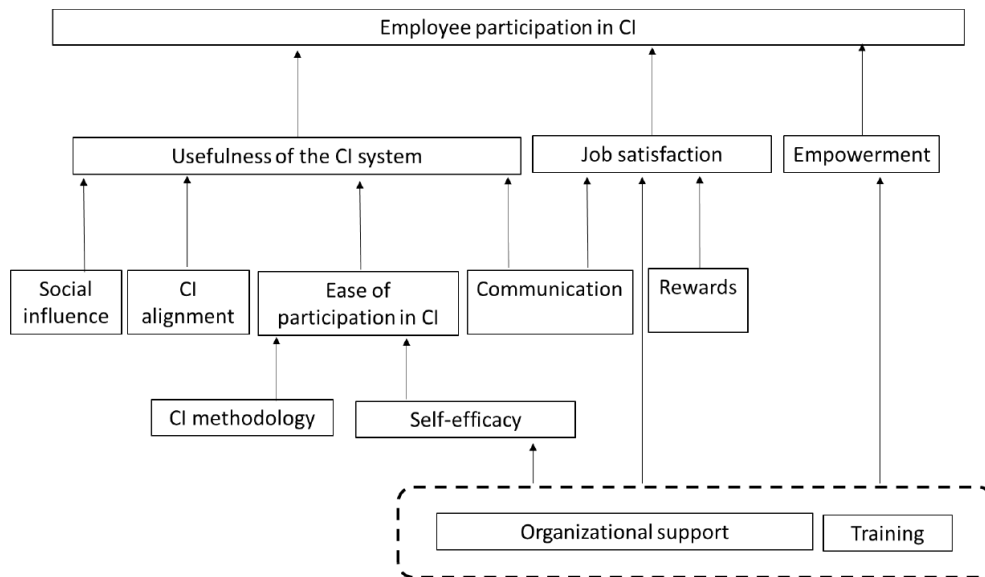 Employee participation in CI
Usefulness of the CI system
Job satisfaction
Empowerment
Social
influence
CI
alignment
Ease of
participation in CI
Communication
Rewards
CI methodology
Self-efficacy
Organizational support
Training